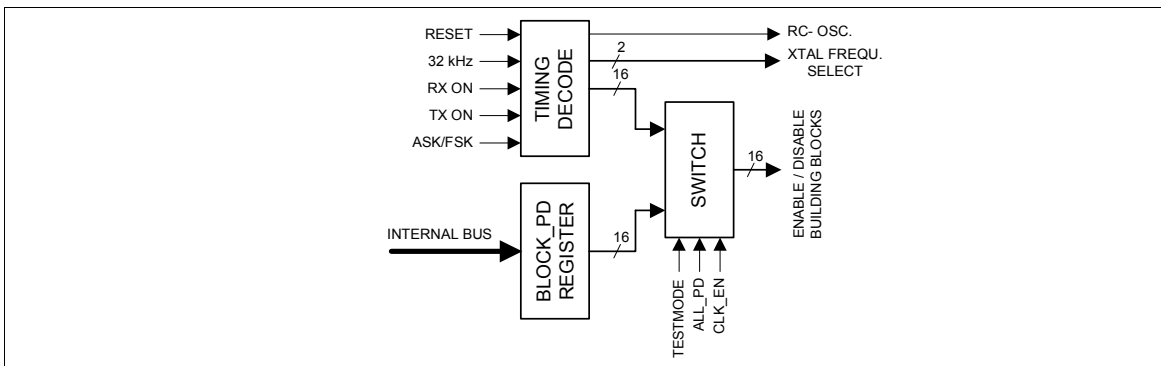 RESET
32 kHz
RX ON
TX ON
ASK/FSK
TIMING
DECODE
2
16
RC- OSC.
XTAL FREQU.
SELECT
INTERNAL BUS
BLOCK_PD
REGISTER
16
SWITCH
16
ENABLE / DISABLE
BUILDING BLOCKS
TESTMODE
ALL_PD
CLK_EN